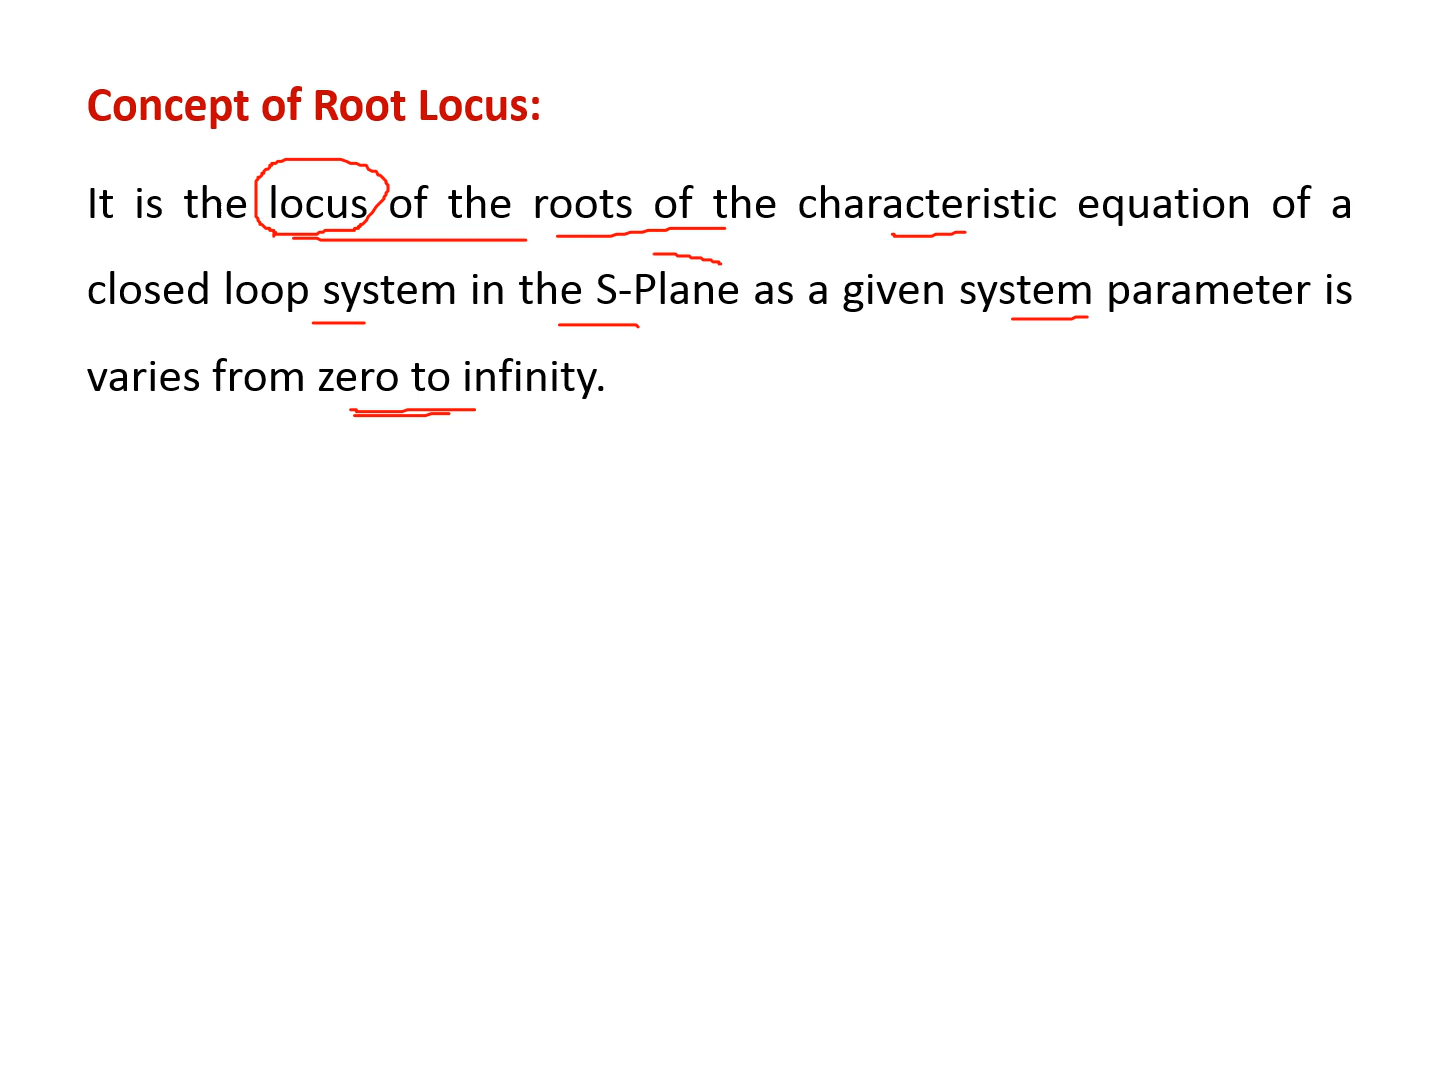 Concept of Root Locus:
It is the locus of the roots of the characteristic equation of a
closed loop system in the S-Plane as a given system parameter is
varies from zero to infinity.